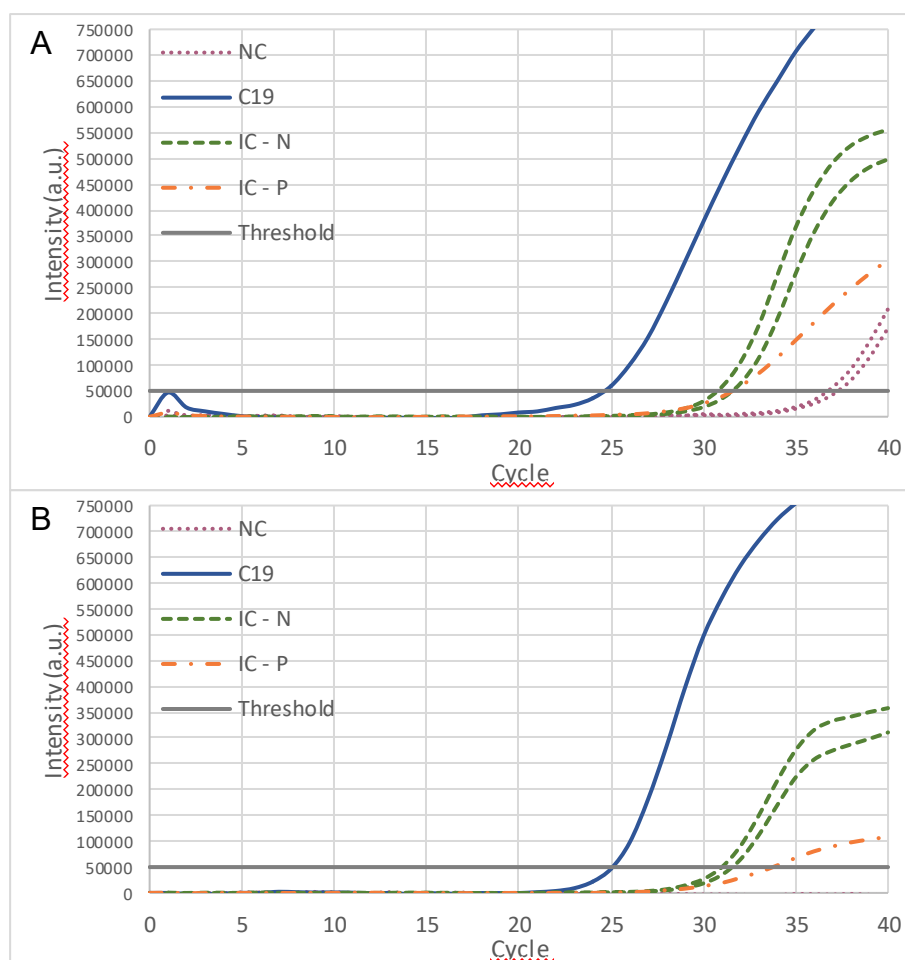 A
750000
700000
650000
600000
550000
500000
450000
400000
350000
300000
250000
200000
150000
100000
50000
0
Intensity (a.u.)
NC
C19
IC - N
IC - P
Threshold
0 5 10 15 20 25 30 35 40
Cycle
B
750000
700000
650000
600000
550000
500000
450000
400000
350000
300000
250000
200000
150000
100000
50000
0
Intensity (a.u.)
NC
C19
IC - N
IC - P
Threshold
0 5 10 15 20 25 30 35 40
Cycle